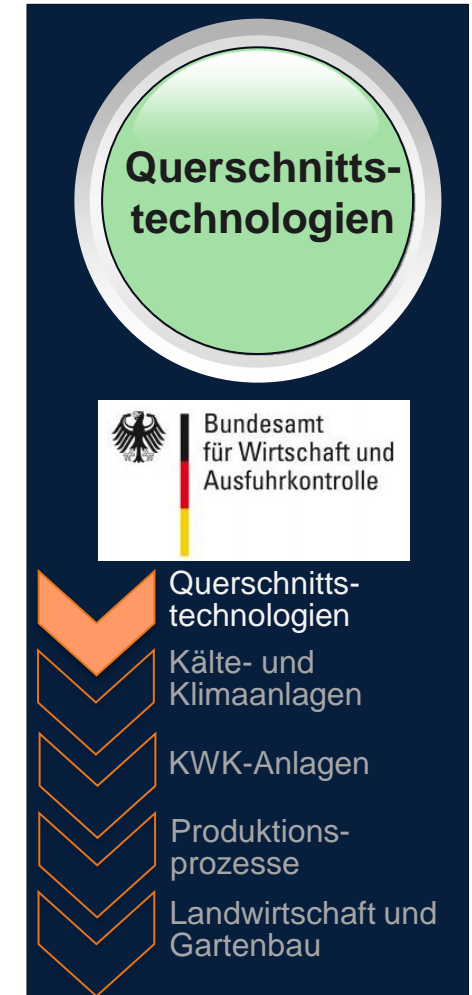 Querschnitts-
technologien
Bundesamt
für Wirtschaft und
Ausfuhrkontrolle
Querschnitts-
technologien
Kälte- und
Klimaanlagen
KWK-Anlagen
Produktions-
prozesse
Landwirtschaft und
Gartenbau